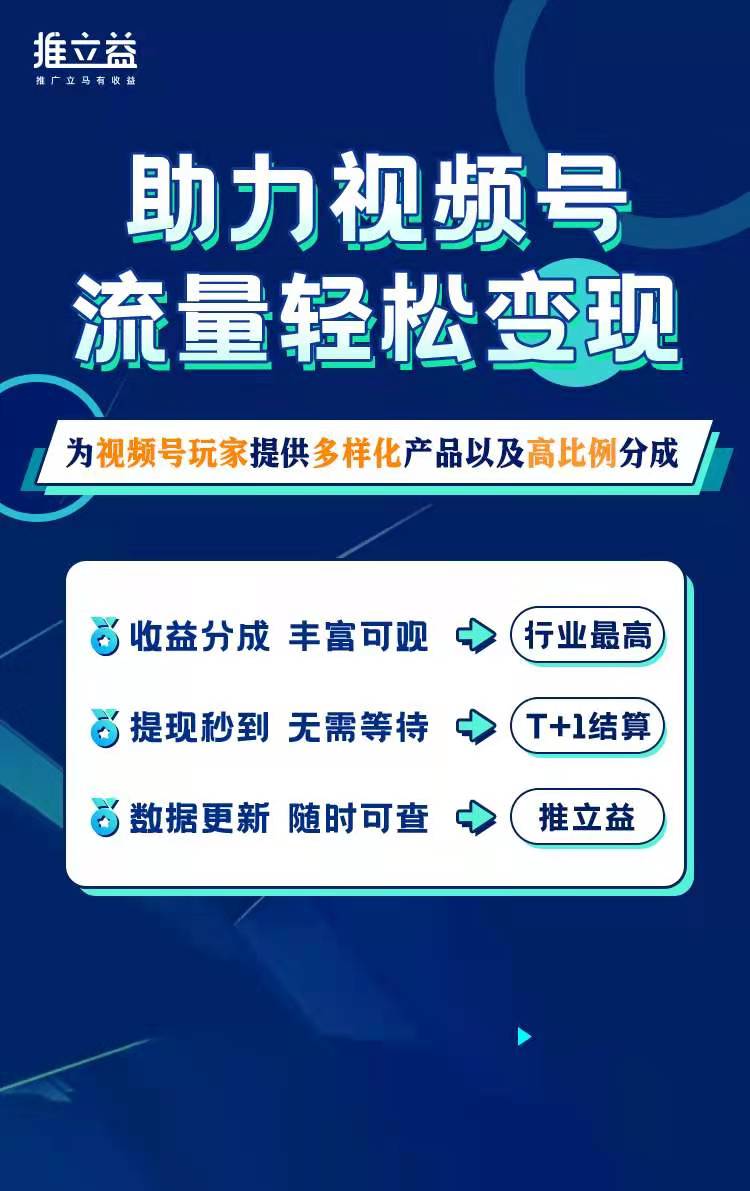 推立益
推广立马有收益
助力视频号
流量轻松变现
为视频号玩家提供多样化产品以及高比例分成
收益分成 丰富可观 行业最高
提现秒到 无需等待 T+1结算
数据更新 随时可查 推立益